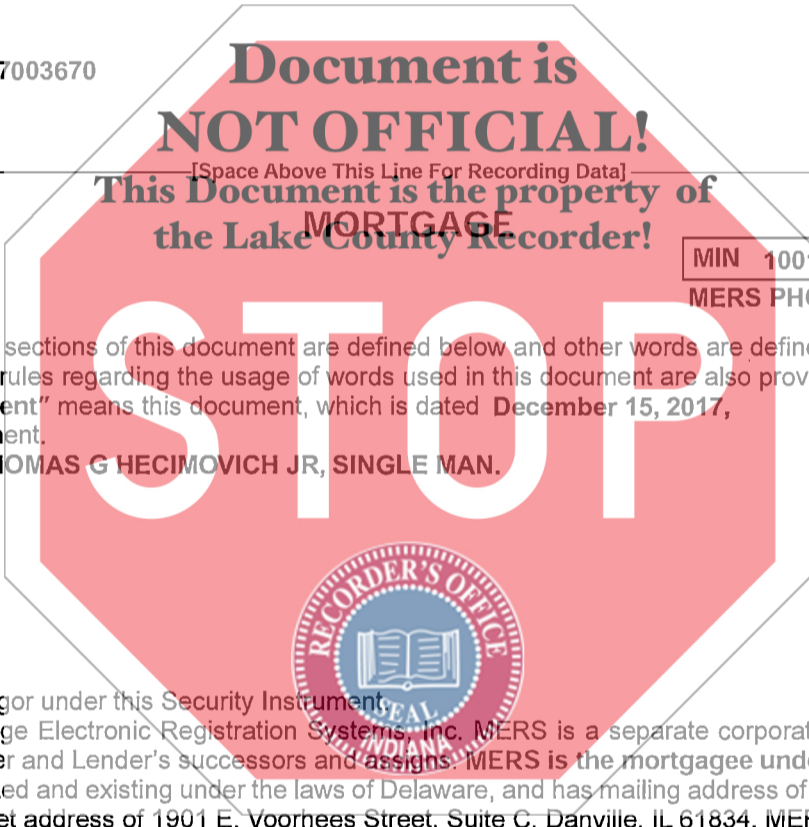 7003670
Document is
NOT OFFICIAL!
[Space Above This Line For Recording Data]
This Document is the property of
MORTGAGE
the Lake County Recorder!
MIN 100
MERS PH
STOP
sections of this document are defined below and other words are define
rules regarding the usage of words used in this document are also prov
ent" means this document, which is dated December 15, 2017,
ent.
OMAS G HECIMOVICH JR, SINGLE MAN.
RECORDER'S OFFICE
SEAL
INDIANA
gor under this Security Instrument.
ge Electronic Registration Systems, Inc. MERS is a separate corporat
er and Lender's successors and assigns. MERS is the mortgagee und
ed and existing under the laws of Delaware, and has mailing address of
et address of 1901 E. Voorhees Street, Suite C, Danville, IL 61834. MER